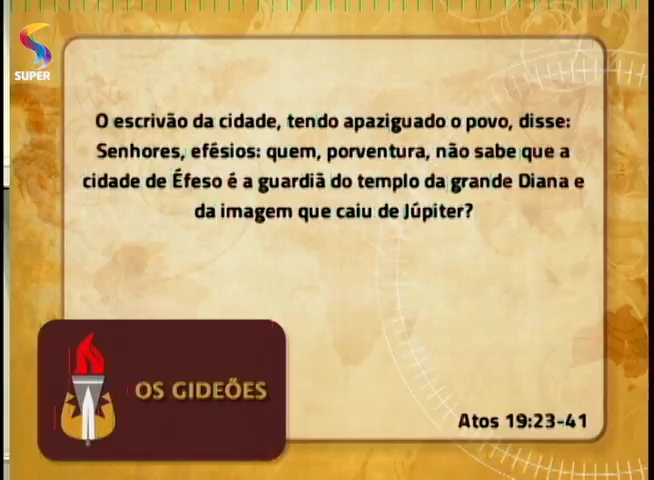 SUPER
O escrivão da cidade, tendo apaziguado o povo, disse:
Senhores, efésios: quem, porventura, não sabe que a
cidade de Éfeso é a guardiã do templo da grande Diana e
da imagem que caiu de Júpiter?
OS GIDEÕES
Atos 19:23-41